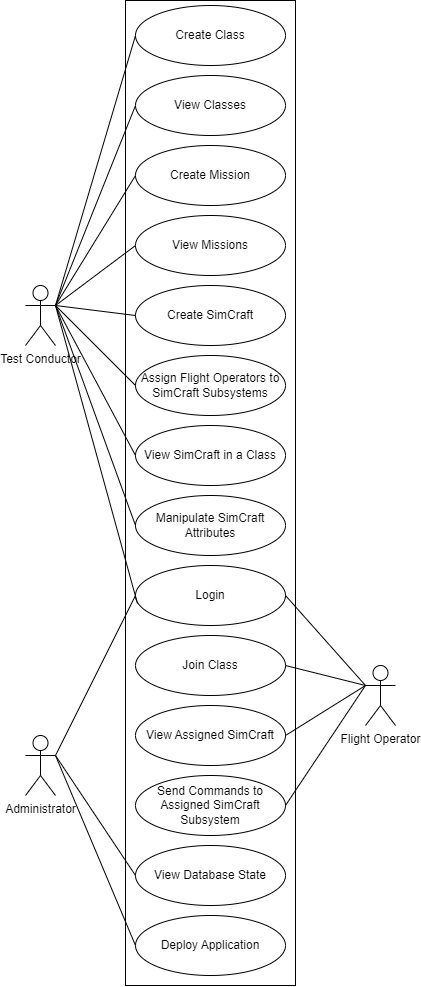 Create Class
View Classes
Create Mission
View Missions
Create SimCraft
Test Conductor
Assign Flight Operators to
SimCraft Subsystems
View SimCraft in a Class
Manipulate SimCraft
Attributes
Login
Join Class
View Assigned SimCraft
Flight Operator
Send Commands to
Assigned SimCraft
Subsystem
Administrator
View Database State
Deploy Application